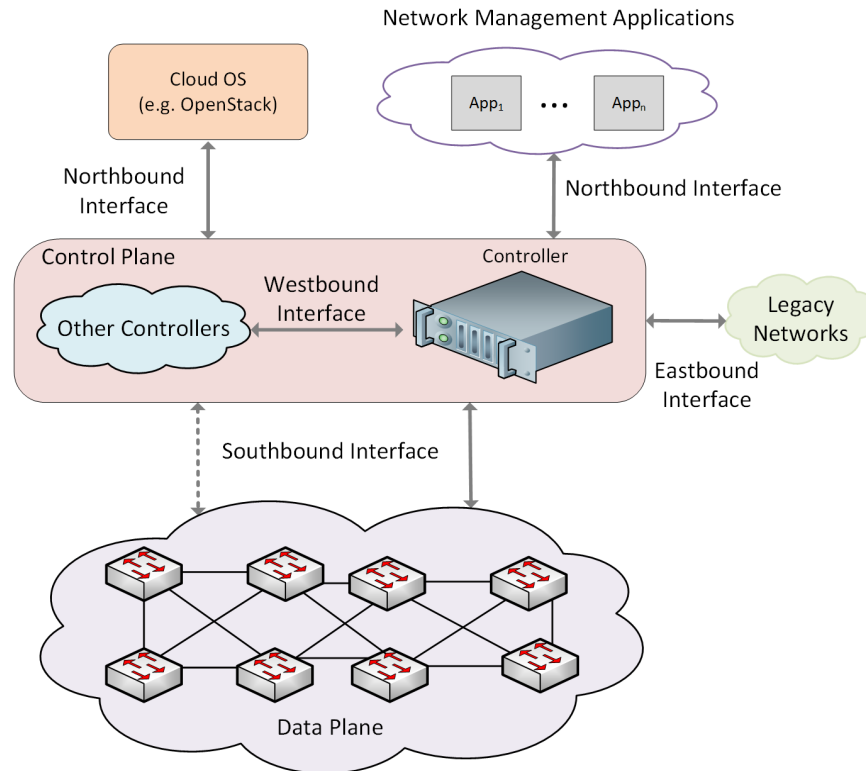 Network Management Applications
Cloud OS
(e.g. OpenStack)
App₁
...
Appₙ
Northbound
Interface
Northbound Interface
Control Plane
Controller
Westbound
Interface
Other Controllers
Legacy
Networks
Eastbound
Interface
Southbound Interface
Data Plane